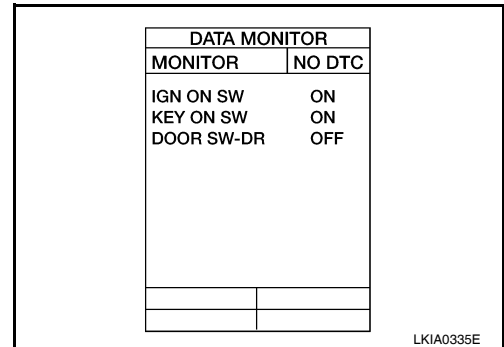 DATA MONITOR
MONITOR NO DTC
IGN ON SW ON
KEY ON SW ON
DOOR SW-DR OFF
LKIA0335E